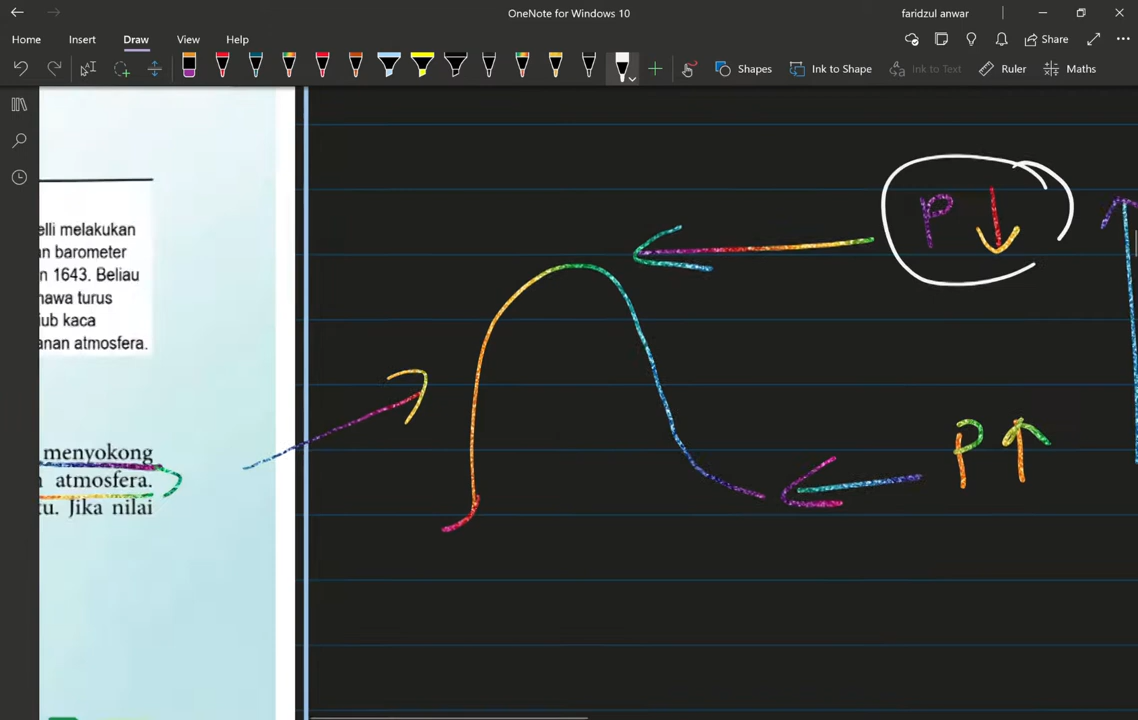 OneNote for Windows 10
faridzul anwar
Home Insert Draw View Help
Share
Shapes Ink to Shape Ink to Text Ruler Maths
elli melakukan
n barometer
n 1643. Beliau
hawa turus
iub kaca
anan atmosfera.
menyokong
atmosfera.
tu. Jika nilai
P ↓
P ↑